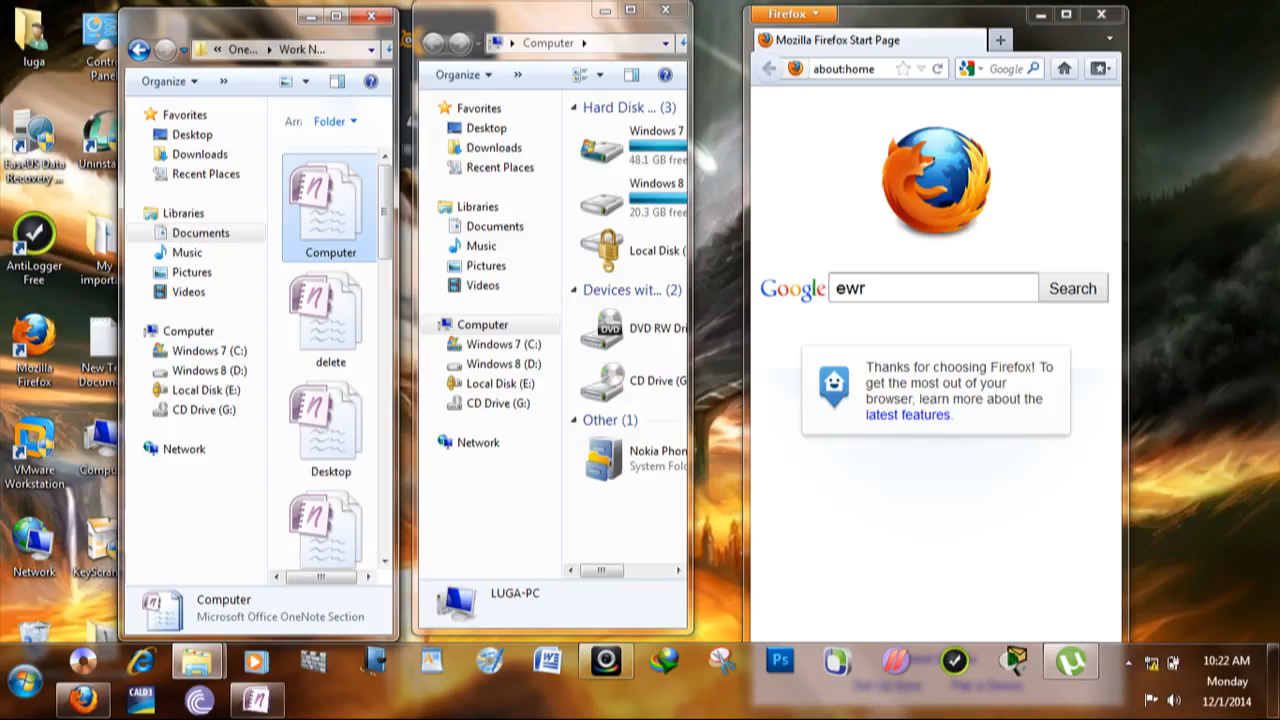 luga
Contro
Panel
EaseUS Data
Recovery ...
Uninsta
AntiLogger
Free
My
import
Mozilla
Firefox
New T
Docum
VMware
Workstation
Compu
Network
KeyScran
One...
Work N...
Organize
»
Favorites
Desktop
Downloads
Recent Places
Libraries
Documents
Music
Pictures
Videos
Computer
Windows 7 (C:)
Windows 8 (D:)
Local Disk (E:)
CD Drive (G:)
Network
Arr
Folder
Computer
delete
Desktop
Computer
Microsoft Office OneNote Section
Computer
Organize
»
Favorites
Desktop
Downloads
Recent Places
Libraries
Documents
Music
Pictures
Videos
Computer
Windows 7 (C:)
Windows 8 (D:)
Local Disk (E:)
CD Drive (G:)
Network
Hard Disk ... (3)
Windows 7
48.1 GB free
Windows 8
20.3 GB free
Local Disk (
Devices wit... (2)
DVD
DVD RW Dri
CD Drive (G
Other (1)
Nokia Phon
System Fold
LUGA-PC
Firefox
Mozilla Firefox Start Page
about:home
Google
Google
ewr
Search
Thanks for choosing Firefox! To
get the most out of your
browser, learn more about the
latest features.
Ps
CALD3
10:22 AM
Monday
12/1/2014